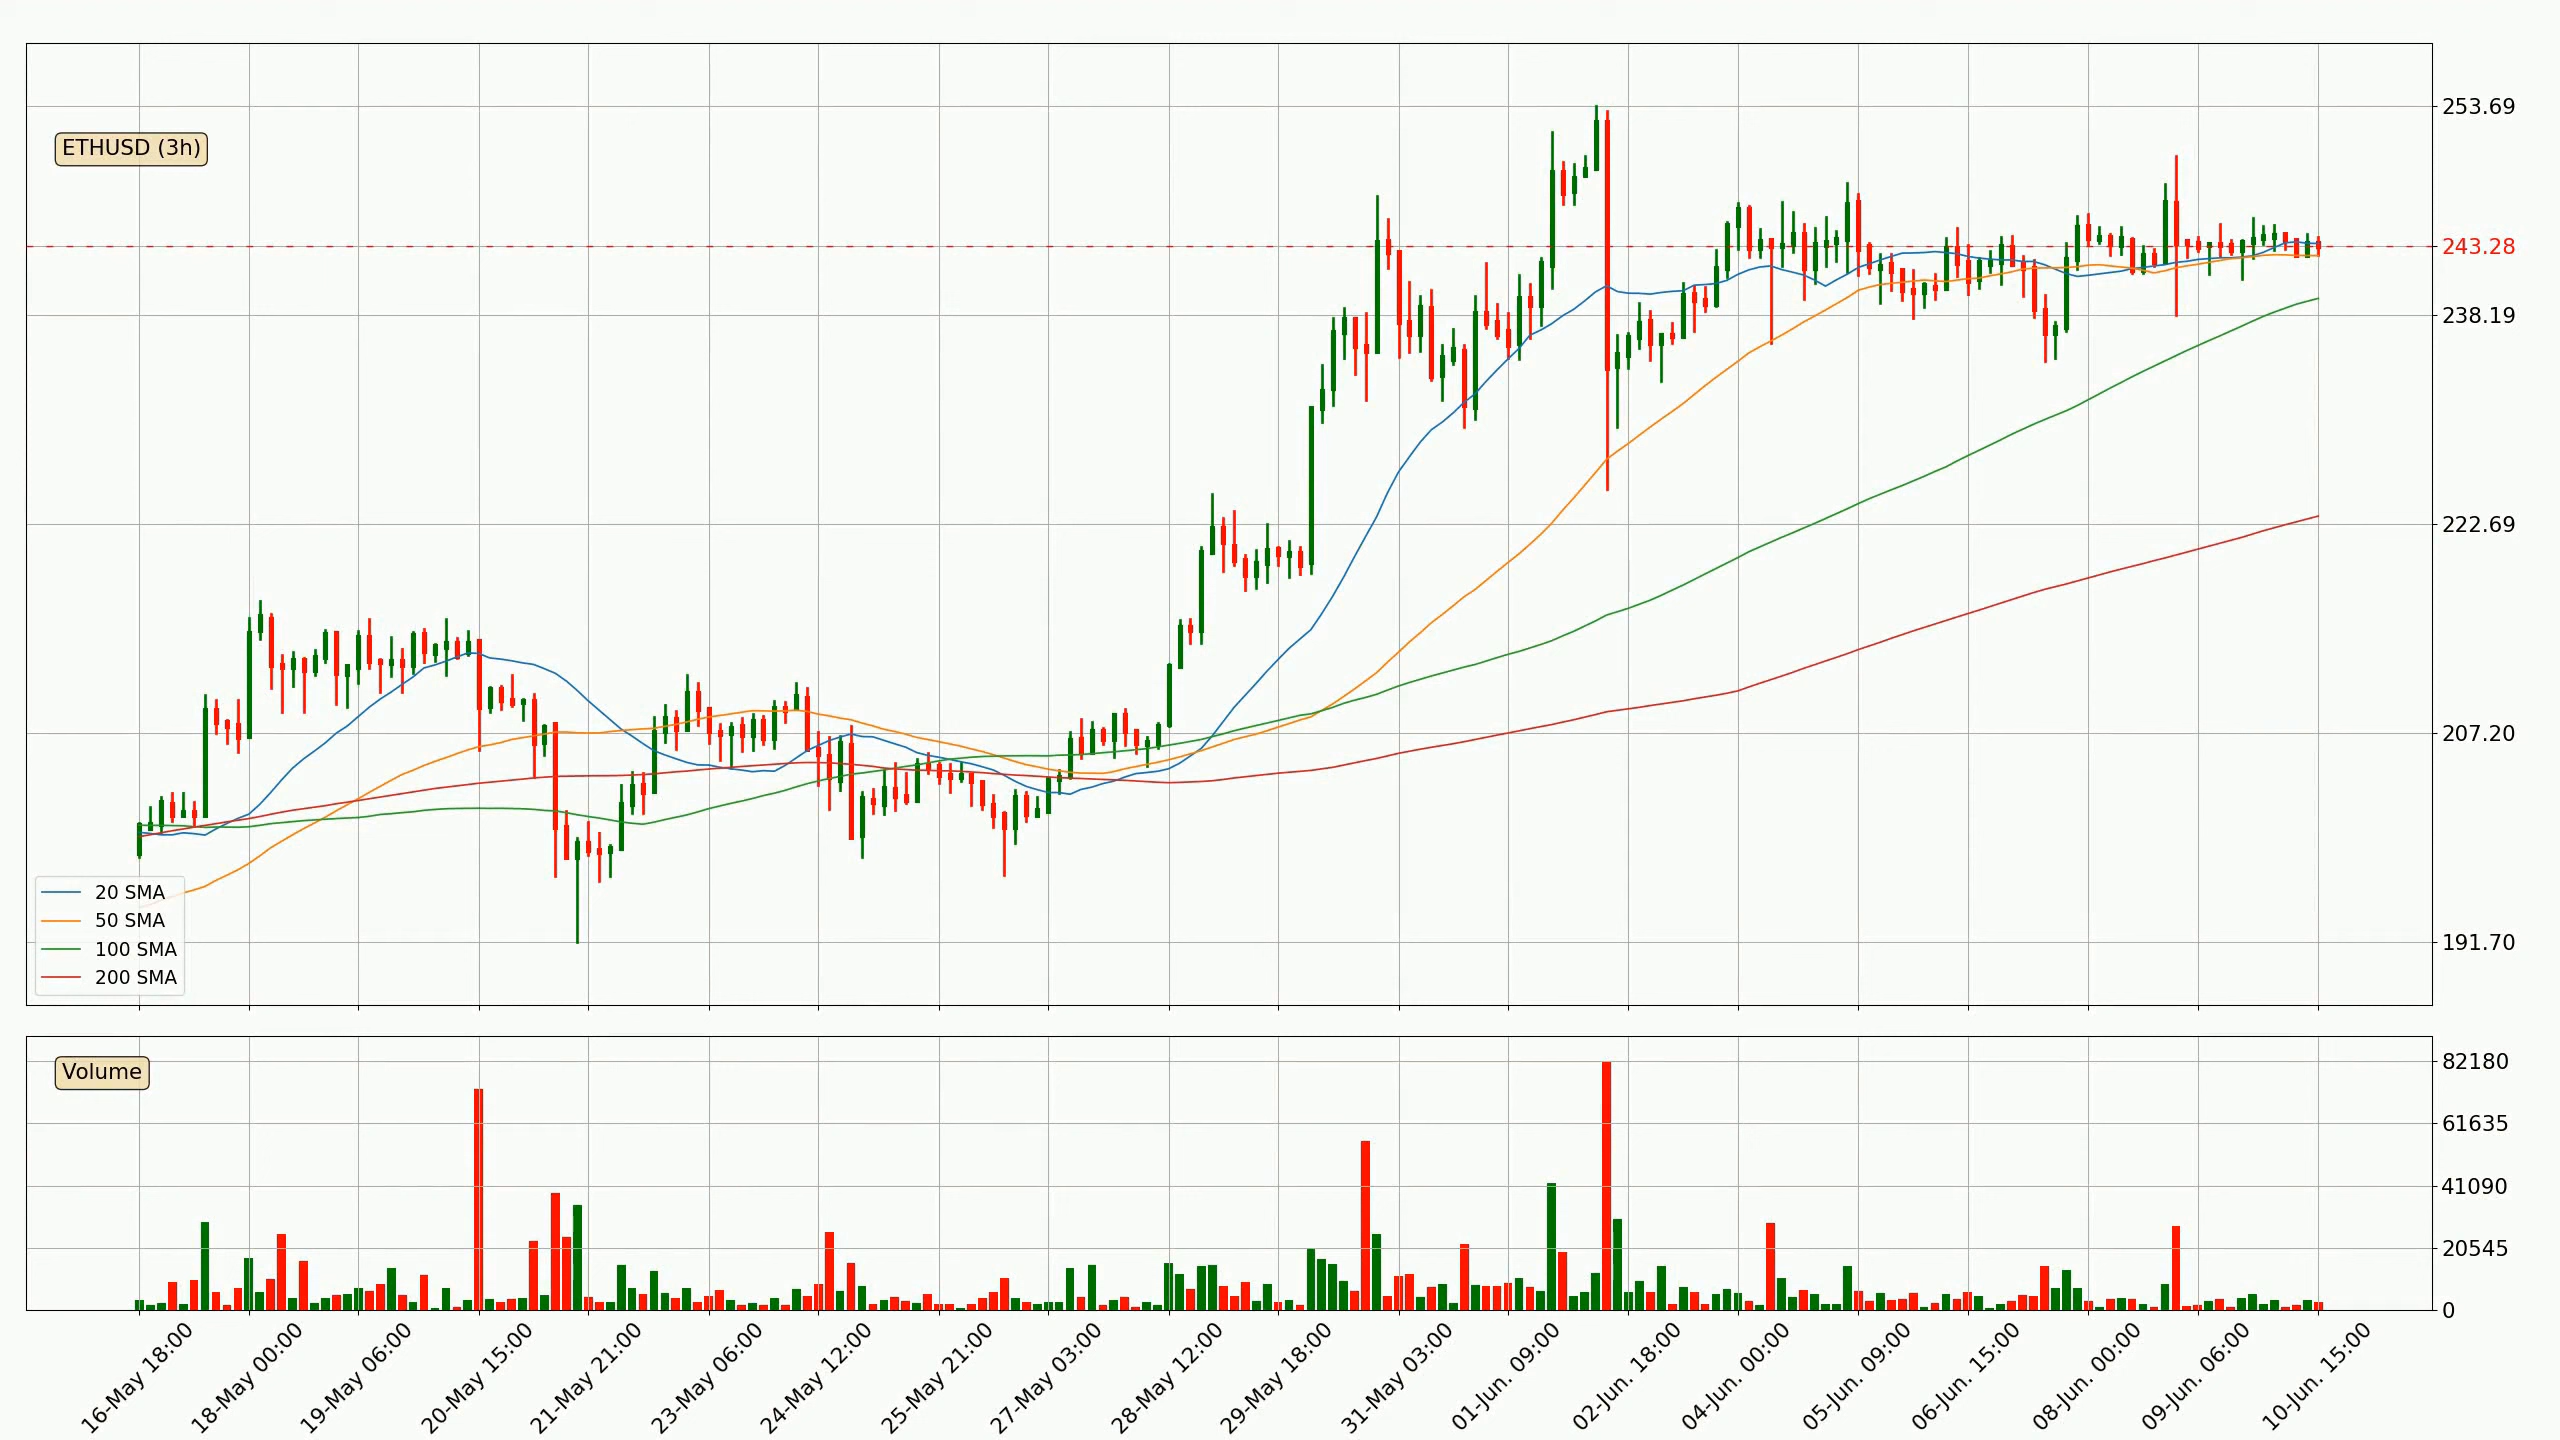 ETHUSD (3h)
253.69
243.28
238.19
222.69
207.20
191.70
20 SMA
50 SMA
100 SMA
200 SMA
Volume
82180
61635
41090
20545
0
16-May 18:00
18-May 00:00
19-May 06:00
20-May 15:00
21-May 21:00
23-May 06:00
24-May 12:00
25-May 21:00
27-May 03:00
28-May 12:00
29-May 18:00
31-May 03:00
01-Jun. 09:00
02-Jun. 18:00
04-Jun. 00:00
05-Jun. 09:00
06-Jun. 15:00
08-Jun. 00:00
09-Jun. 06:00
10-Jun. 15:00